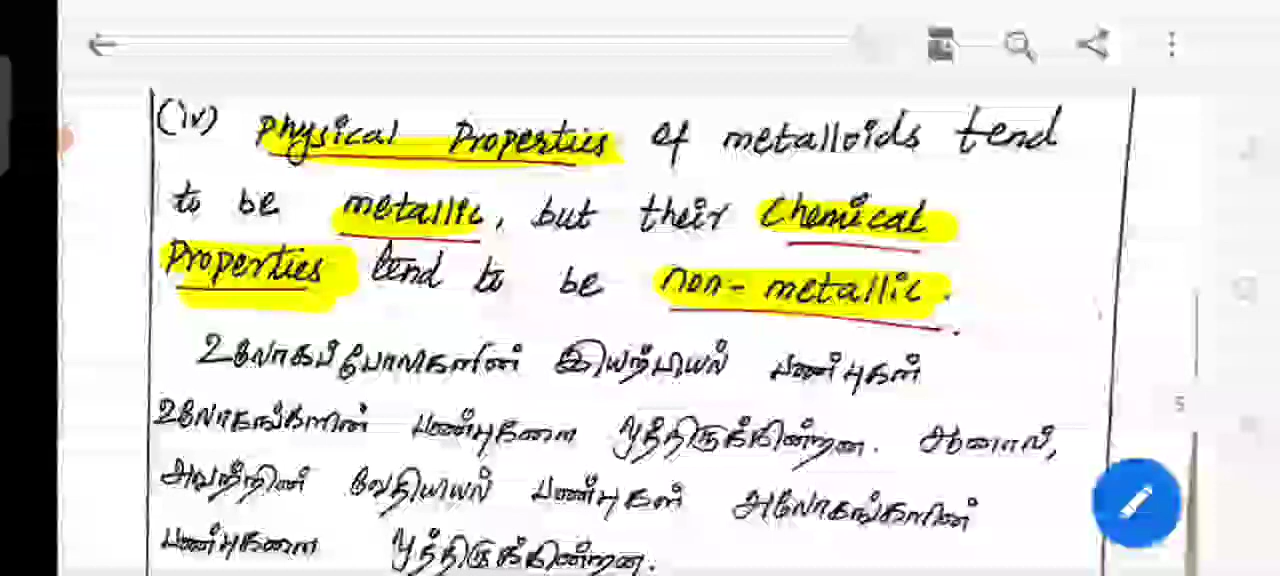 (iv) Physical Properties of metalloids tend
to be metallic, but their Chemical
Properties tend to be non-metallic.
உலோகப்போலிகளின் இயற்பியல் பண்புகள்
உலோகங்களின் பண்புகளை ஒத்திருக்கின்றன. ஆனால்,
அவற்றின் வேதியியல் பண்புகள் அலோகங்களின்
பண்புகளை ஒத்திருக்கின்றன.
5